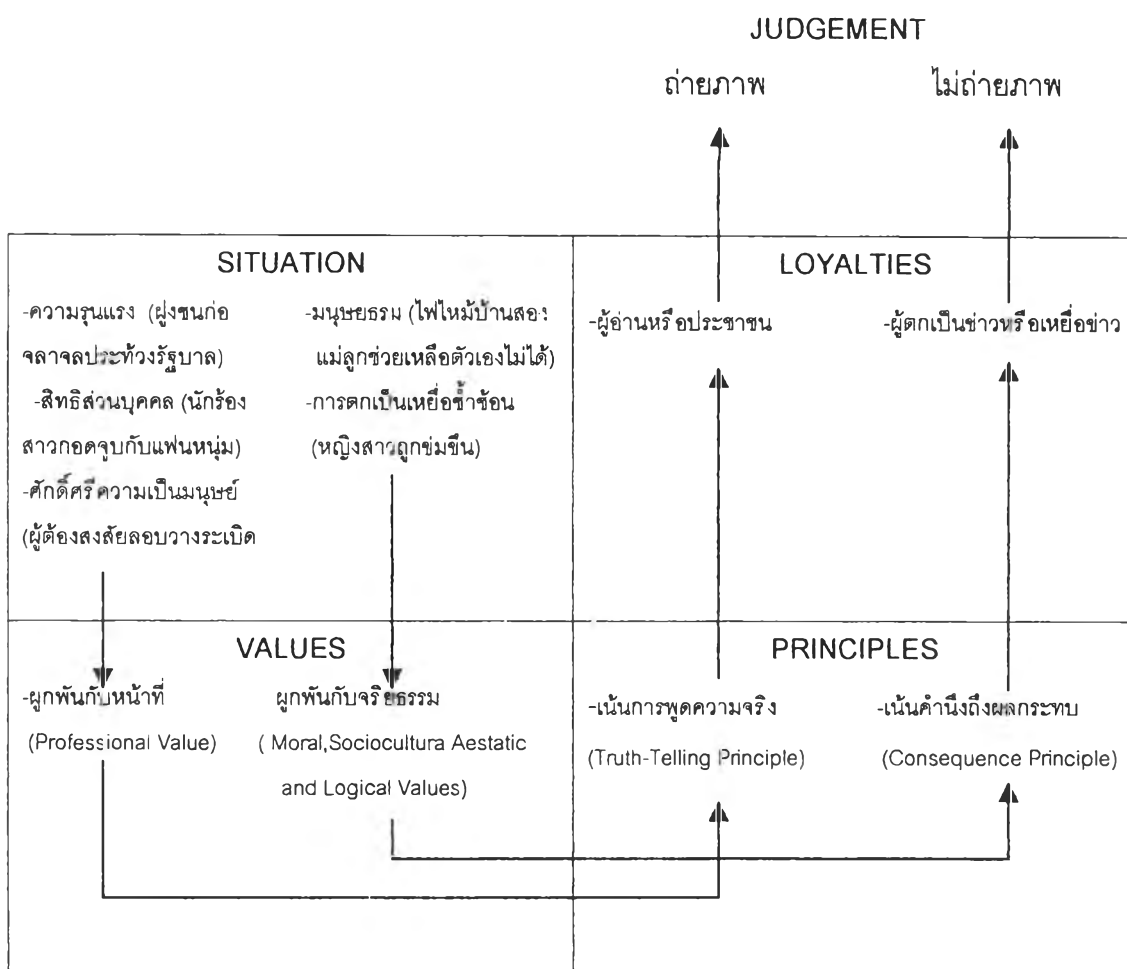 JUDGEMENT
ถ่ายภาพ ไม่ถ่ายภาพ
SITUATION
-ความรุนแรง (ฝูงชนก่อ
จลาจลประท้วงรัฐบาล)
-สิทธิส่วนบุคคล (นักร้อง
สาวกอดจูบกับแฟนหนุ่ม)
-ศักดิ์ศรีความเป็นมนุษย์
(ผู้ต้องสงสัยลอบวางระเบิด
-มนุษยธรรม (ไฟไหม้บ้านสอง
แม่ลูกช่วยเหลือตัวเองไม่ได้)
-การตกเป็นเหยื่อซ้ำซ้อน
(หญิงสาวถูกข่มขืน)
LOYALTIES
-ผู้อ่านหรือประชาชน
-ผู้ตกเป็นข่าวหรือเหยื่อข่าว
VALUES
-ผูกพันกับหน้าที่
(Professional Value)
ผูกพันกับจริยธรรม
( Moral,Sociocultura Aestatic
and Logical Values)
PRINCIPLES
-เน้นการพูดความจริง
(Truth-Telling Principle)
-เน้นคำนึงถึงผลกระทบ
(Consequence Principle)